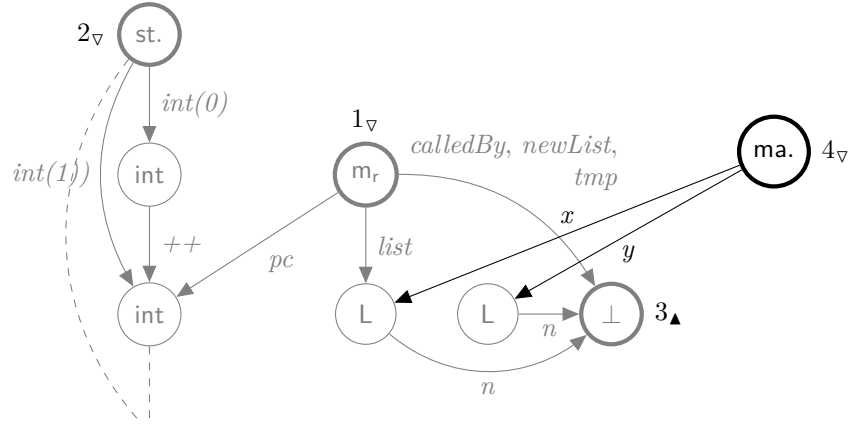 2▽
st.
int(0)
1▽
calledBy, newList,
tmp
ma.
4▽
int(1))
int
m_r
x
++
pc
list
y
int
L
L
n
⊥
3▲
n